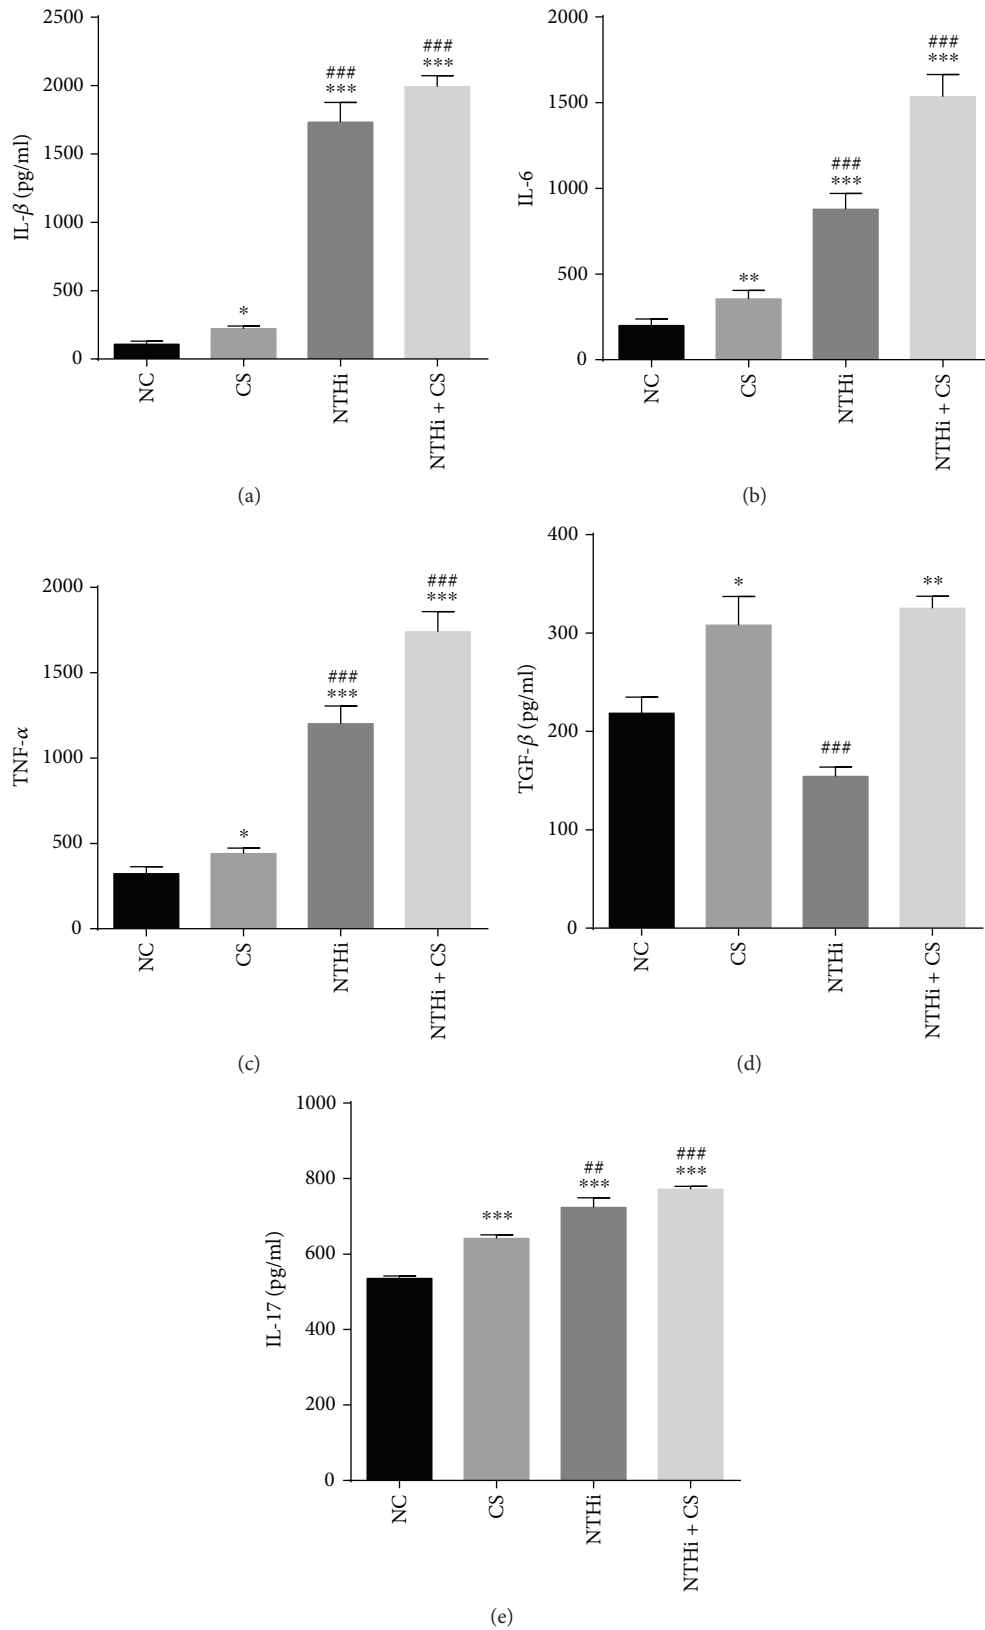 2500
2000
1500
1000
500
0
IL-β (pg/ml)
###
***
###
***
*
NC
CS
NTHi
NTHi + CS
(a)
2000
1500
1000
500
0
IL-6
###
***
###
***
**
NC
CS
NTHi
NTHi + CS
(b)
2000
1500
1000
500
0
TNF-α
###
***
###
***
*
NC
CS
NTHi
NTHi + CS
(c)
400
300
200
100
0
TGF-β (pg/ml)
*
**
###
NC
CS
NTHi
NTHi + CS
(d)
1000
800
600
400
200
0
IL-17 (pg/ml)
###
***
##
***
***
NC
CS
NTHi
NTHi + CS
(e)